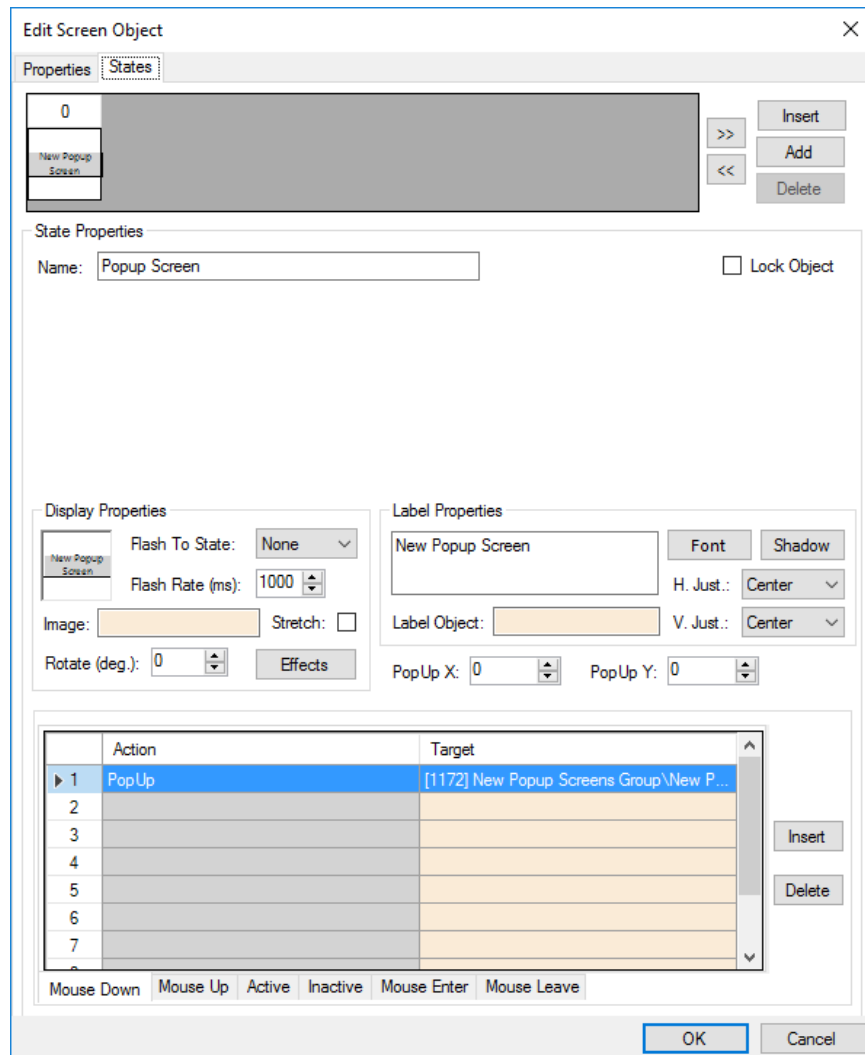 Edit Screen Object
Properties States
0
New Popup
Screen
>>
<<
Insert
Add
Delete
State Properties
Name: Popup Screen
Lock Object
Display Properties
New Popup
Screen
Flash To State: None
Flash Rate (ms): 1000
Image: Stretch:
Rotate (deg.): 0 Effects
Label Properties
New Popup Screen
Font Shadow
H. Just.: Center
Label Object: V. Just.: Center
PopUp X: 0 PopUp Y: 0
Action Target
1 PopUp [1172] New Popup Screens Group\New P...
2
3
4
5
6
7
Insert
Delete
Mouse Down Mouse Up Active Inactive Mouse Enter Mouse Leave
OK Cancel